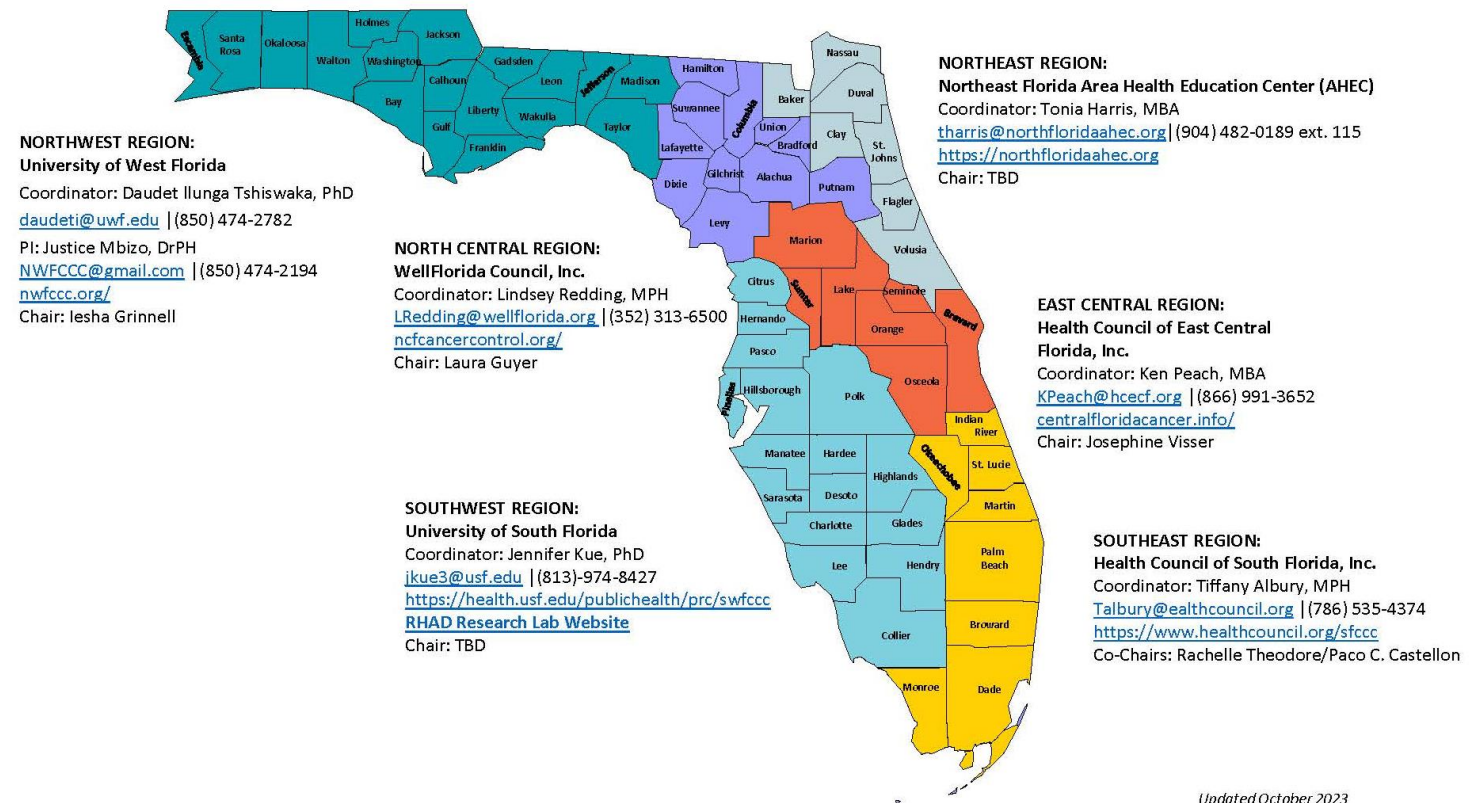 Escambia
Santa
Rosa
Okaloosa
Walton
Holmes
Washington
Jackson
Bay
Calhoun
Gulf
Liberty
Franklin
Gadsden
Leon
Wakulla
Jefferson
Madison
Taylor
Hamilton
Suwannee
Lafayette
Columbia
Union
Bradford
Dixie
Gilchrist
Alachua
Putnam
Levy
Nassau
Baker
Duval
Clay
St.
Johns
Flagler
Volusia
Marion
Sumter
Lake
Seminole
Orange
Brevard
Osceola
Citrus
Hernando
Pasco
Pinellas
Hillsborough
Polk
Manatee
Hardee
Highlands
Sarasota
Desoto
Charlotte
Glades
Lee
Hendry
Collier
Indian
River
Okeechobee
St. Lucie
Martin
Palm
Beach
Broward
Monroe
Dade
NORTHWEST REGION:
University of West Florida
Coordinator: Daudet Ilunga Tshiswaka, PhD
daudeti@uwf.edu |(850) 474-2782
PI: Justice Mbizo, DrPH
NWFCCC@gmail.com |(850) 474-2194
nwfccc.org/
Chair: Iesha Grinnell
NORTH CENTRAL REGION:
WellFlorida Council, Inc.
Coordinator: Lindsey Redding, MPH
LRedding@wellflorida.org |(352) 313-6500
ncfcancercontrol.org/
Chair: Laura Guyer
SOUTHWEST REGION:
University of South Florida
Coordinator: Jennifer Kue, PhD
jkue3@usf.edu |(813)-974-8427
https://health.usf.edu/publichealth/prc/swfccc
RHAD Research Lab Website
Chair: TBD
NORTHEAST REGION:
Northeast Florida Area Health Education Center (AHEC)
Coordinator: Tonia Harris, MBA
tharris@northfloridaahec.org|(904) 482-0189 ext. 115
https://northfloridaahec.org
Chair: TBD
EAST CENTRAL REGION:
Health Council of East Central
Florida, Inc.
Coordinator: Ken Peach, MBA
KPeach@hcecf.org |(866) 991-3652
centralfloridacancer.info/
Chair: Josephine Visser
SOUTHEAST REGION:
Health Council of South Florida, Inc.
Coordinator: Tiffany Albury, MPH
Talbury@ealthcouncil.org |(786) 535-4374
https://www.healthcouncil.org/sfccc
Co-Chairs: Rachelle Theodore/Paco C. Castellon
Updated October 2023